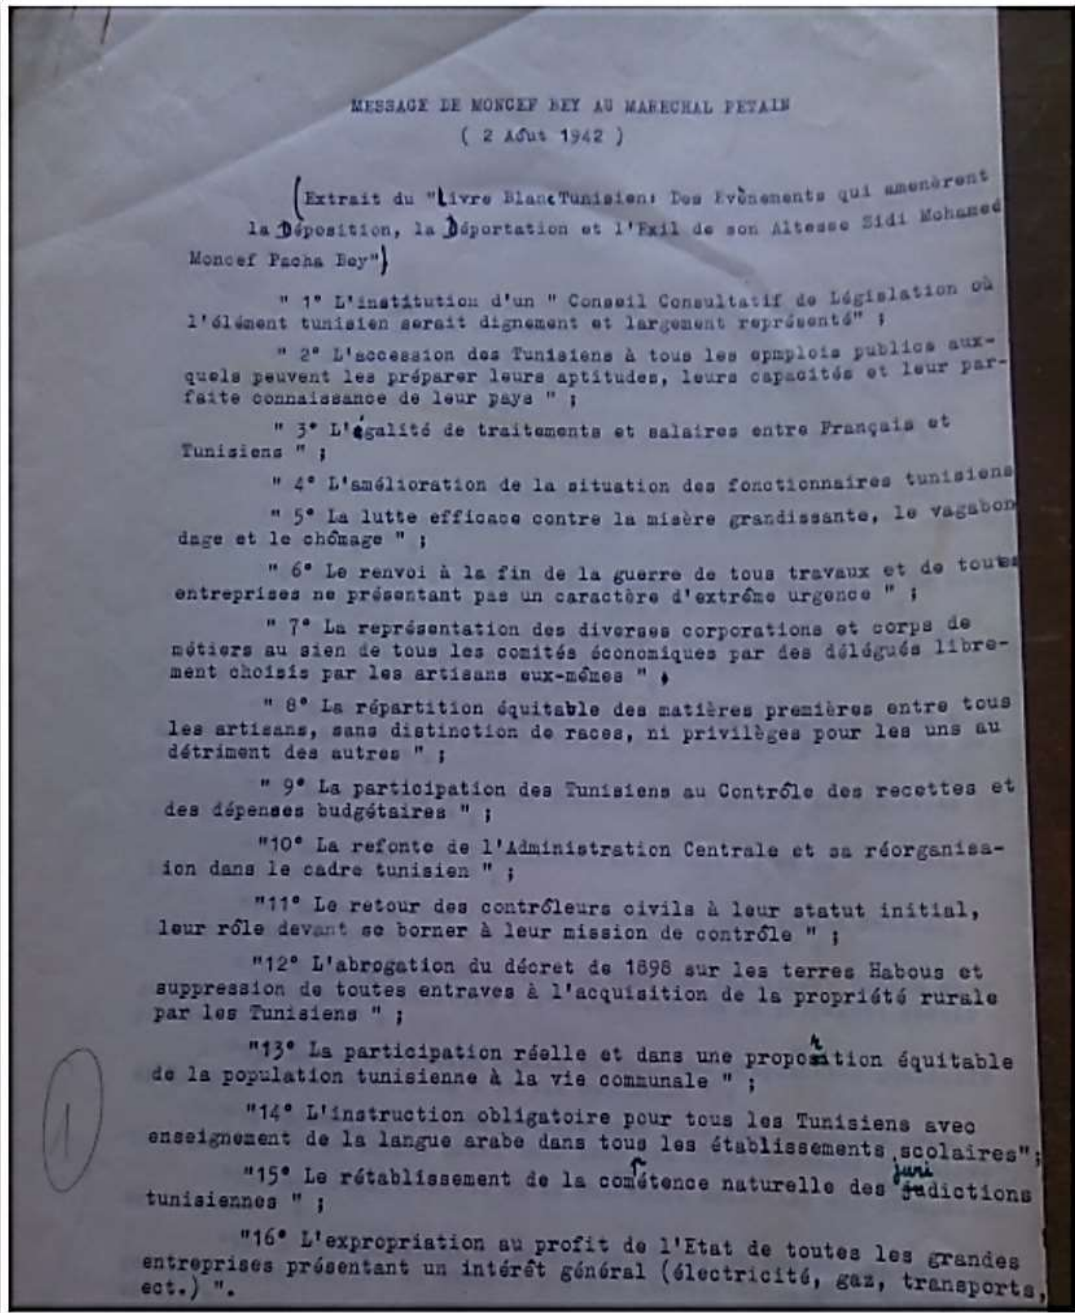 MESSAGE DE MONCEF BEY AU MARECHAL PETAIN
( 2 Aôut 1942 )
(Extrait du "Livre Blanc Tunisien: Des Evènements qui amenèrent
la Déposition, la Déportation et l'Exil de son Altesse Sidi Mohamed
Moncef Pacha Bey")
" 1° L'institution d'un " Conseil Consultatif de Législation où
l'élément tunisien serait dignement et largement représenté" ;
" 2° L'accession des Tunisiens à tous les epmplois publics aux-
quels peuvent les préparer leurs aptitudes, leurs capacités et leur par-
faite connaissance de leur pays " ;
" 3° L'égalité de traitements et salaires entre Français et
Tunisiens " ;
" 4° L'amélioration de la situation des fonctionnaires tunisiens
" 5° La lutte efficace contre la misère grandissante, le vagabon
dage et le chômage " ;
" 6° Le renvoi à la fin de la guerre de tous travaux et de toutes
entreprises ne présentant pas un caractère d'extrême urgence " ;
" 7° La représentation des diverses corporations et corps de
métiers au sien de tous les comités économiques par des délégués libre-
ment choisis par les artisans eux-mêmes " ;
" 8° La répartition équitable des matières premières entre tous
les artisans, sans distinction de races, ni privilèges pour les uns au
détriment des autres " ;
" 9° La participation des Tunisiens au Contrôle des recettes et
des dépenses budgétaires " ;
"10° La refonte de l'Administration Centrale et sa réorganisa-
ion dans le cadre tunisien " ;
"11° Le retour des contrôleurs civils à leur statut initial,
leur rôle devant se borner à leur mission de contrôle " ;
"12° L'abrogation du décret de 1898 sur les terres Habous et
suppression de toutes entraves à l'acquisition de la propriété rurale
par les Tunisiens " ;
"13° La participation réelle et dans une proportion équitable
de la population tunisienne à la vie communale " ;
"14° L'instruction obligatoire pour tous les Tunisiens avec
enseignement de la langue arabe dans tous les établissements scolaires";
"15° Le rétablissement de la compétence naturelle des juridictions
tunisiennes " ;
"16° L'expropriation au profit de l'Etat de toutes les grandes
entreprises présentant un intérêt général (électricité, gaz, transports,
ect.) ".
1